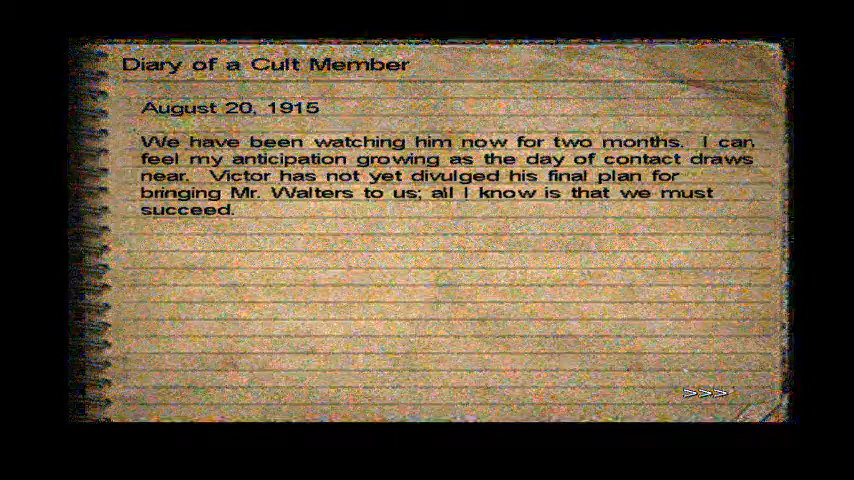 Diary of a Cult Member
August 20, 1915
We have been watching him now for two months.  I can
feel my anticipation growing as the day of contact draws
near.  Victor has not yet divulged his final plan for
bringing Mr. Walters to us; all I know is that we must
succeed.
>>>